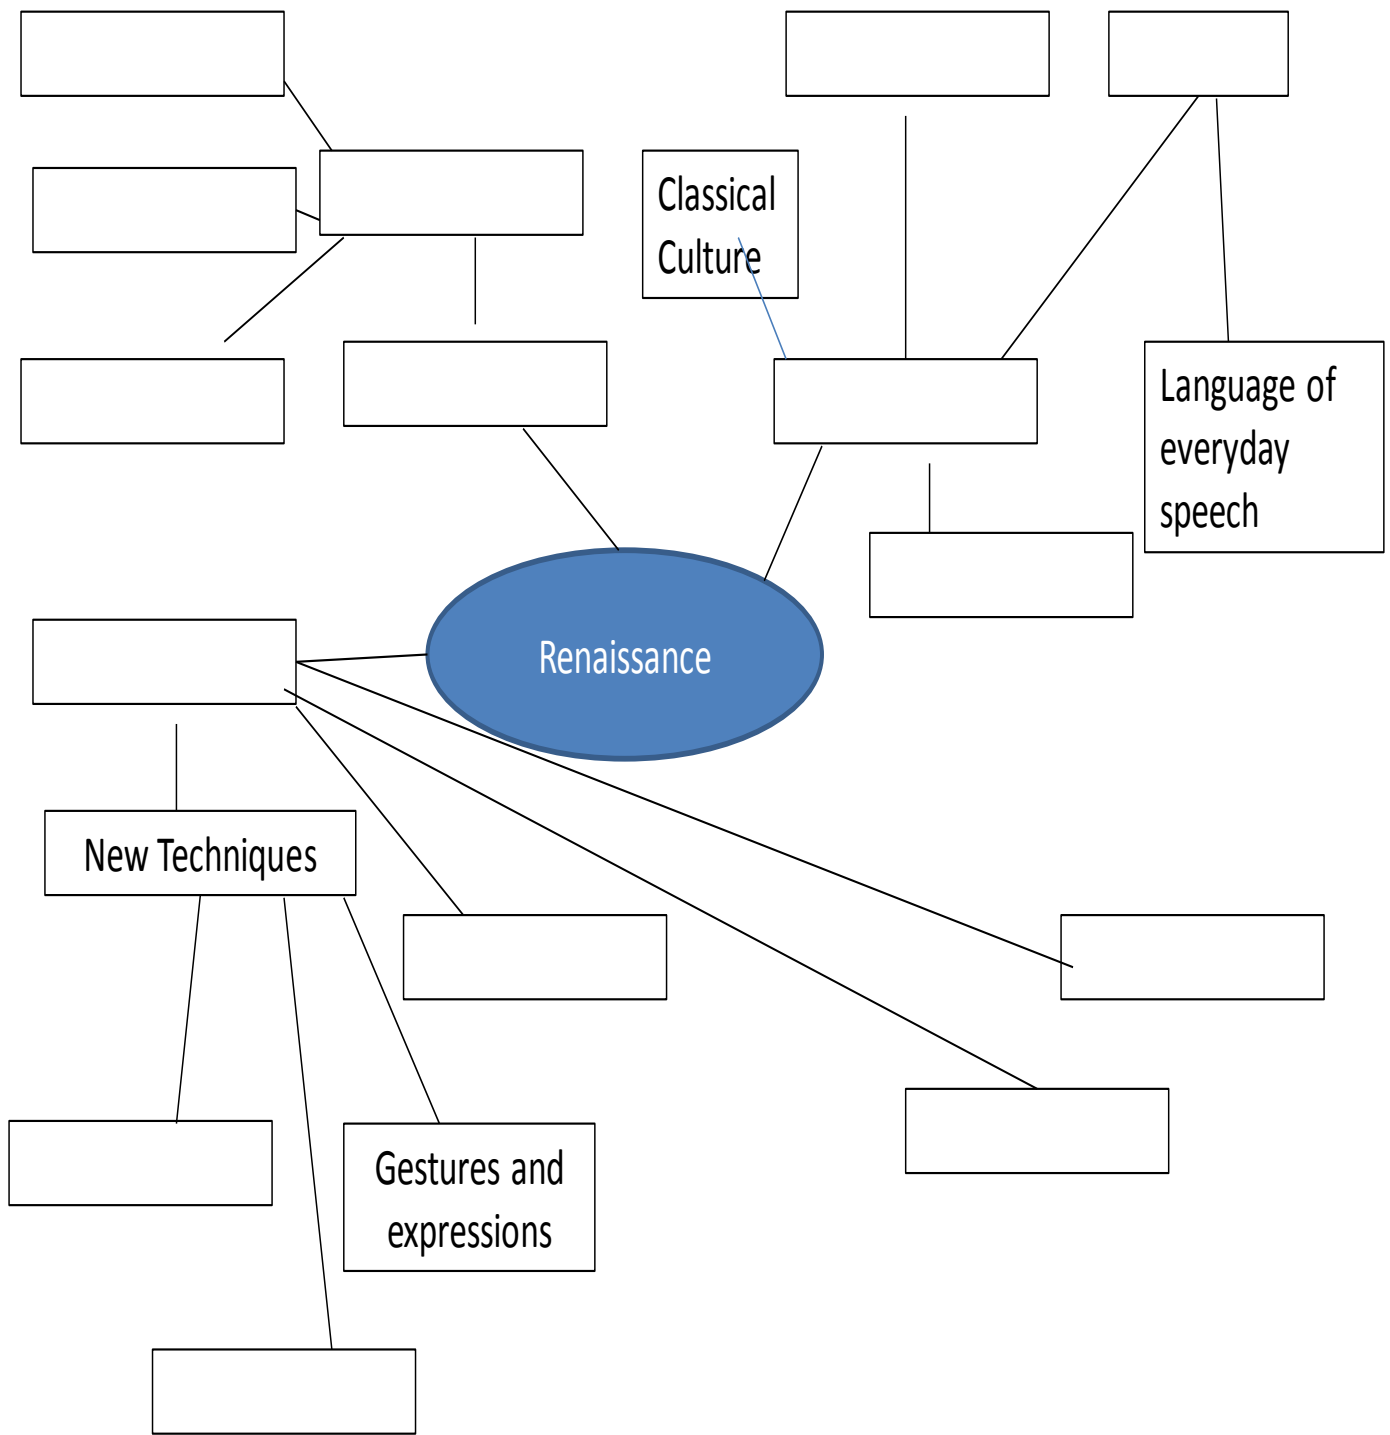 Classical
Culture
Language of
everyday
speech
Renaissance
New Techniques
Gestures and
expressions